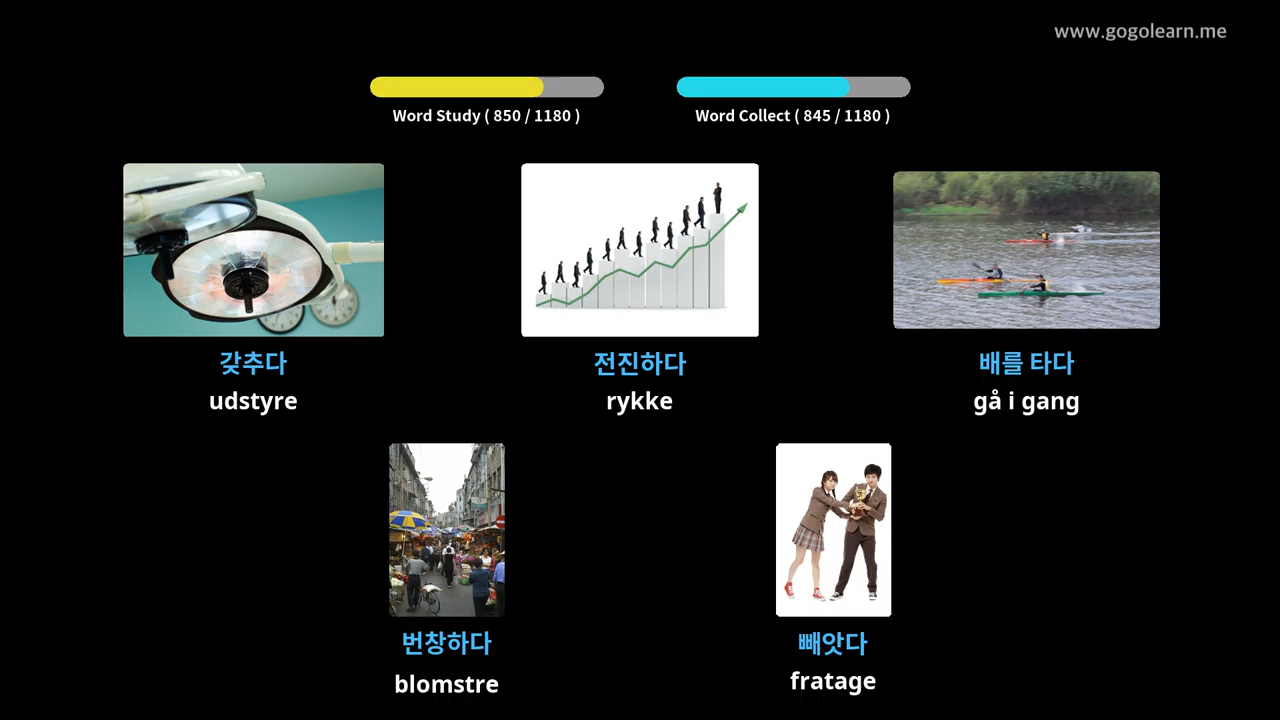 www.gogolearn.me
Word Study ( 850 / 1180 )
Word Collect ( 845 / 1180 )
갖추다
udstyre
전진하다
rykke
배를 타다
gå i gang
번창하다
blomstre
빼앗다
fratage